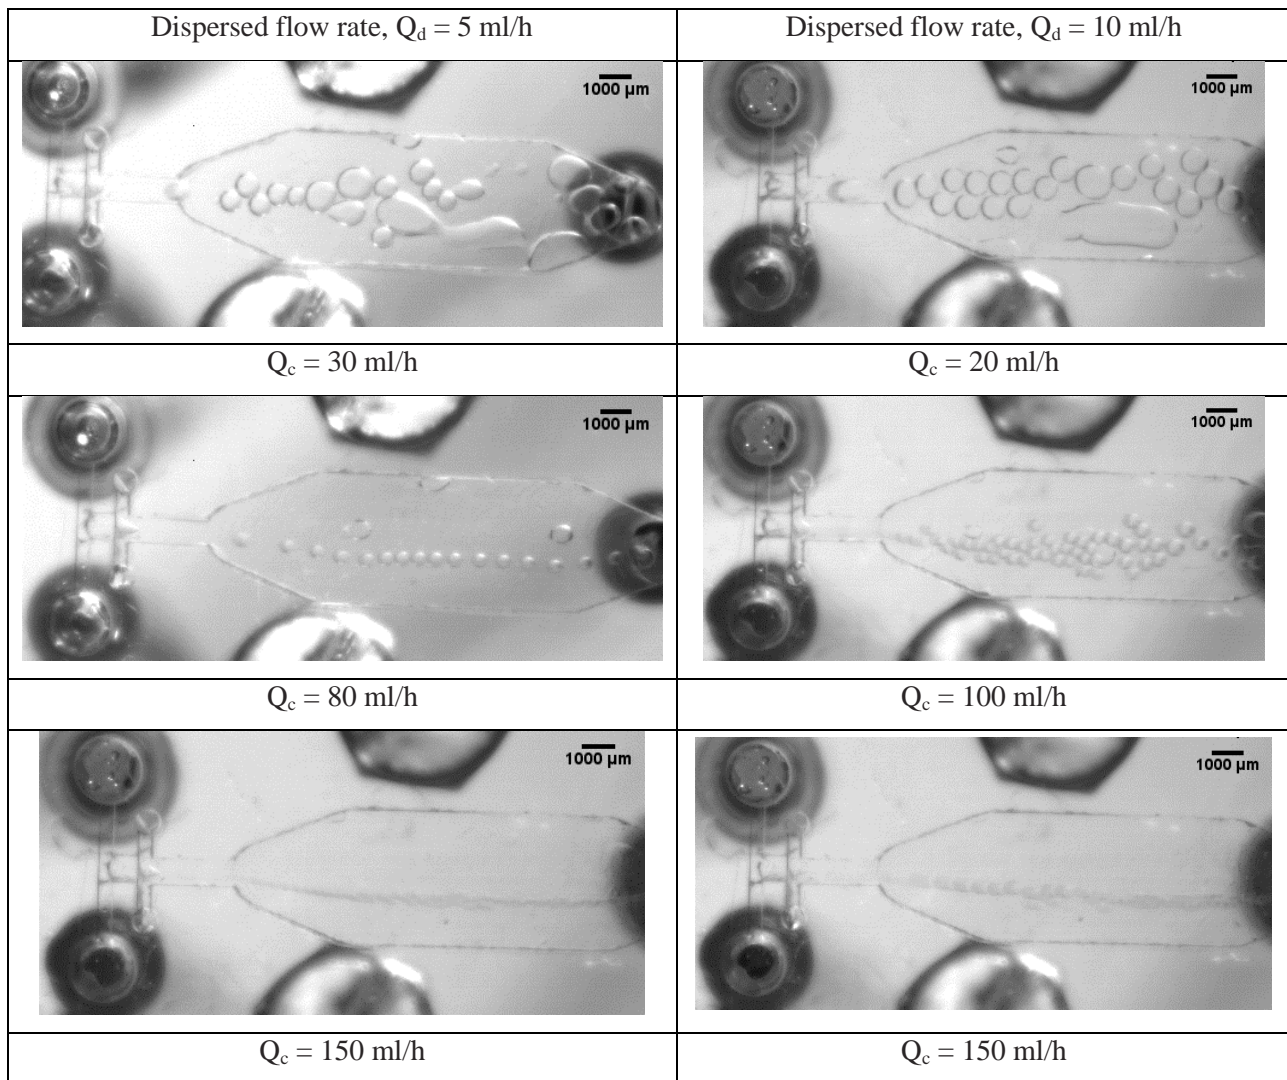 Dispersed flow rate, Qd = 5 ml/h
Dispersed flow rate, Qd = 10 ml/h
1000 µm
1000 µm
Qc = 30 ml/h
Qc = 20 ml/h
1000 µm
1000 µm
Qc = 80 ml/h
Qc = 100 ml/h
1000 µm
1000 µm
Qc = 150 ml/h
Qc = 150 ml/h